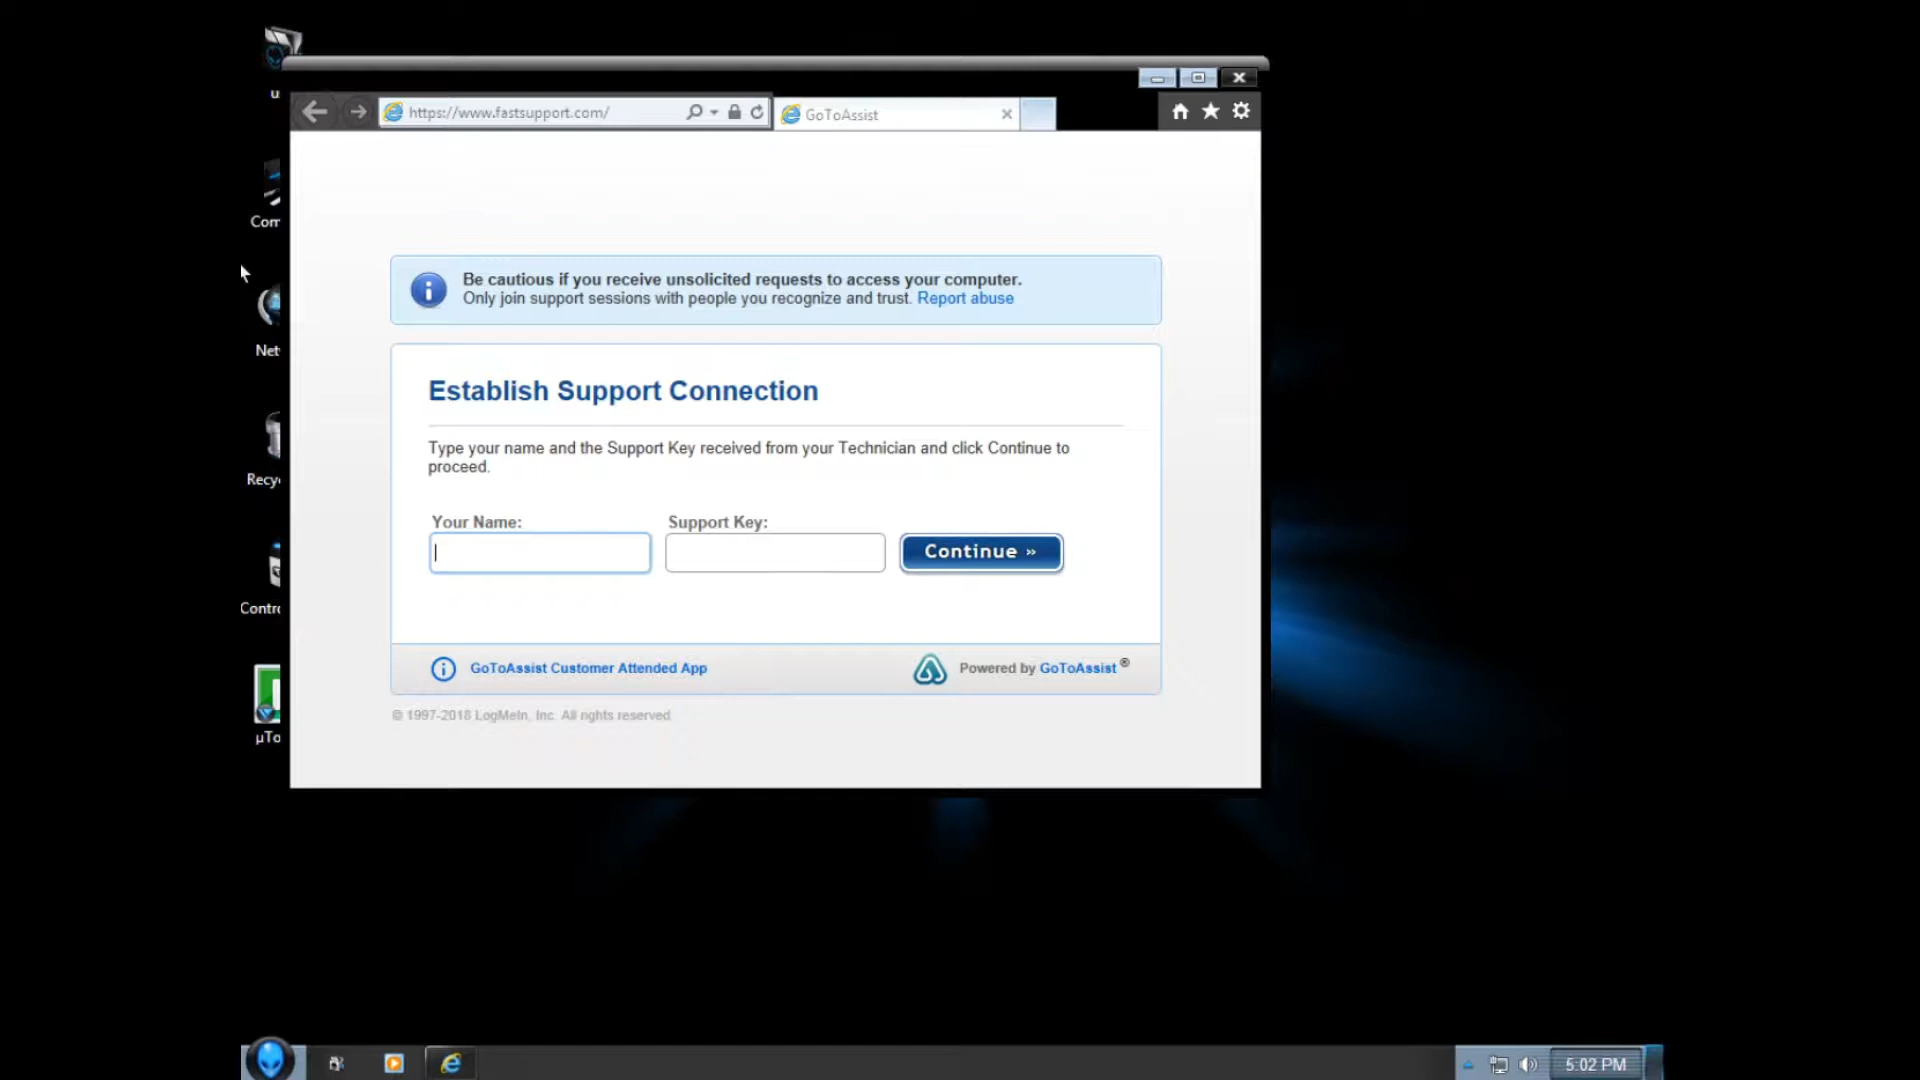 u
https://www.fastsupport.com/
GoToAssist
Com
Net
Recy
Contro
µTo
Be cautious if you receive unsolicited requests to access your computer.
Only join support sessions with people you recognize and trust. Report abuse
Establish Support Connection
Type your name and the Support Key received from your Technician and click Continue to
proceed.
Your Name:
Support Key:
Continue »
GoToAssist Customer Attended App
Powered by GoToAssist ®
© 1997-2018 LogMeIn, Inc. All rights reserved.
5:02 PM